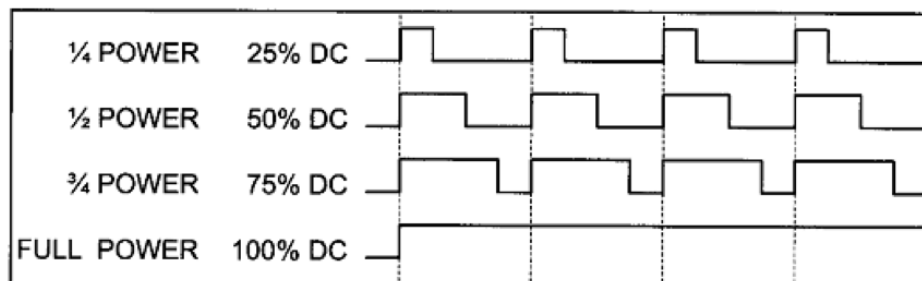 ¼ POWER 25% DC
½ POWER 50% DC
¾ POWER 75% DC
FULL POWER 100% DC